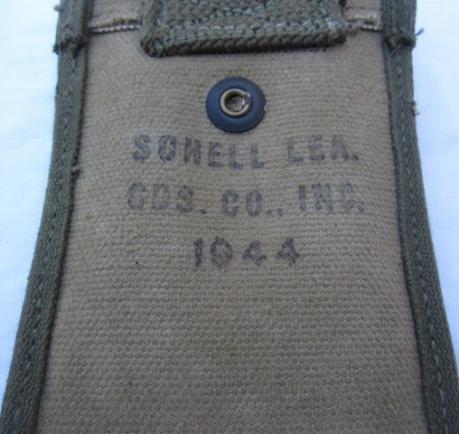 SCHELL LEA.
GDS. CO., INC.
1944